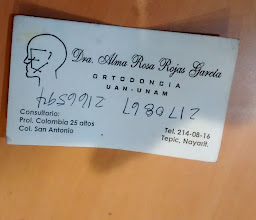 Dra. Alma Rosa Rojas García
ORTODONCIA
UAN-UNAM
2170867 2166594
Consultorio:
Prol. Colombia 25 altos
Col. San Antonio
Tel. 214-08-16
Tepic, Nayarit.